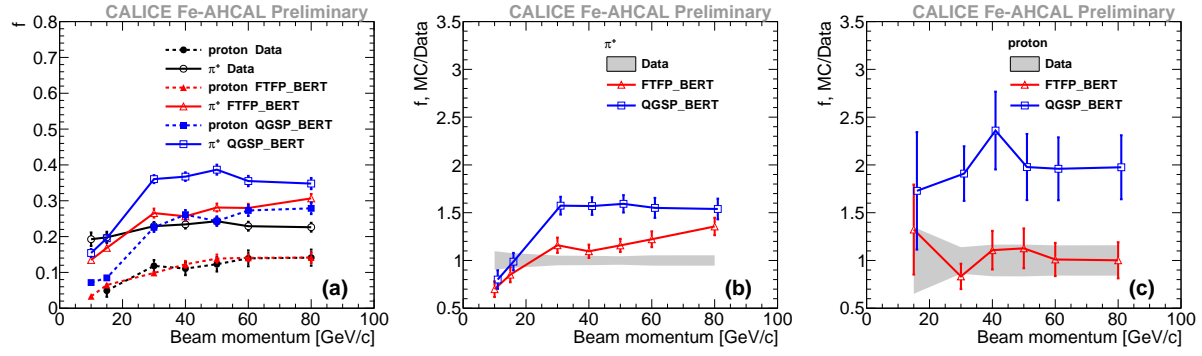 CALICE Fe-AHCAL Preliminary
f
0.8
0.7
0.6
0.5
0.4
0.3
0.2
0.1
0
proton Data
π+ Data
proton FTFP_BERT
π+ FTFP_BERT
proton QGSP_BERT
π+ QGSP_BERT
(a)
0 20 40 60 80 100
Beam momentum [GeV/c]
CALICE Fe-AHCAL Preliminary
f, MC/Data
3.5
3
2.5
2
1.5
1
0.5
π+
Data
FTFP_BERT
QGSP_BERT
(b)
0 20 40 60 80 100
Beam momentum [GeV/c]
CALICE Fe-AHCAL Preliminary
f, MC/Data
3.5
3
2.5
2
1.5
1
0.5
proton
Data
FTFP_BERT
QGSP_BERT
(c)
0 20 40 60 80 100
Beam momentum [GeV/c]